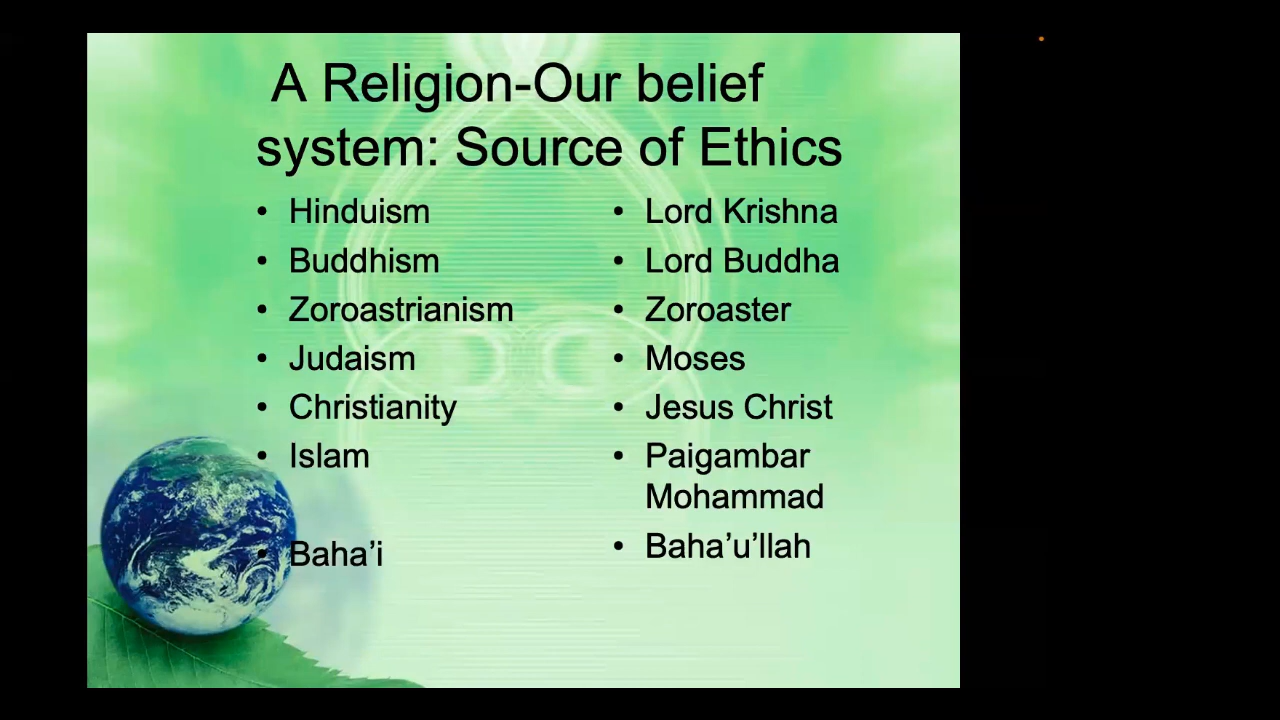 A Religion-Our belief
system: Source of Ethics
• Hinduism
• Buddhism
• Zoroastrianism
• Judaism
• Christianity
• Islam
• Baha’i
• Lord Krishna
• Lord Buddha
• Zoroaster
• Moses
• Jesus Christ
• Paigambar
Mohammad
• Baha’u’llah